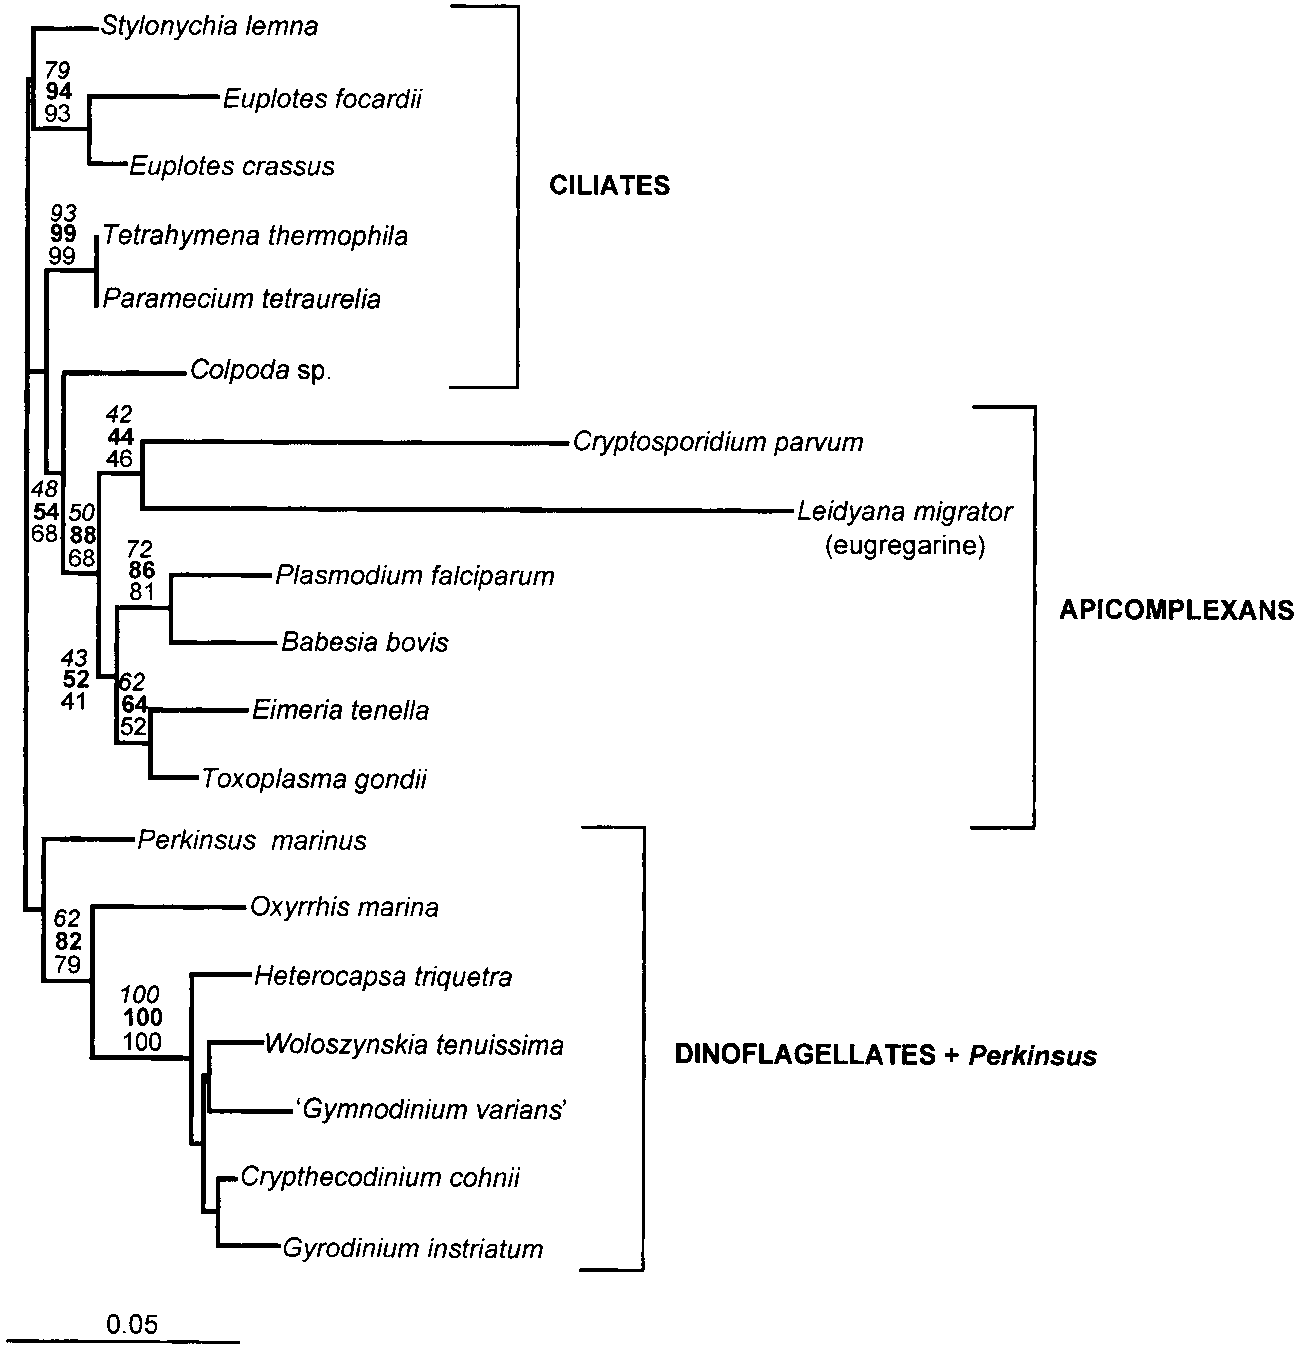 Stylonychia lemna
79
94
93
Euplotes focardii
Euplotes crassus
CILIATES
93
99
99
Tetrahymena thermophila
Paramecium tetraurelia
Colpoda sp.
42
44
46
Cryptosporidium parvum
48
54
68
50
88
68
Leidyana migrator
(eugregarine)
72
86
81
Plasmodium falciparum
APICOMPLEXANS
Babesia bovis
43
52
41
62
64
52
Eimeria tenella
Toxoplasma gondii
Perkinsus marinus
62
82
79
Oxyrrhis marina
Heterocapsa triquetra
100
100
100
Woloszynskia tenuissima
DINOFLAGELLATES + Perkinsus
‘Gymnodinium varians’
Crypthecodinium cohnii
Gyrodinium instriatum
0.05